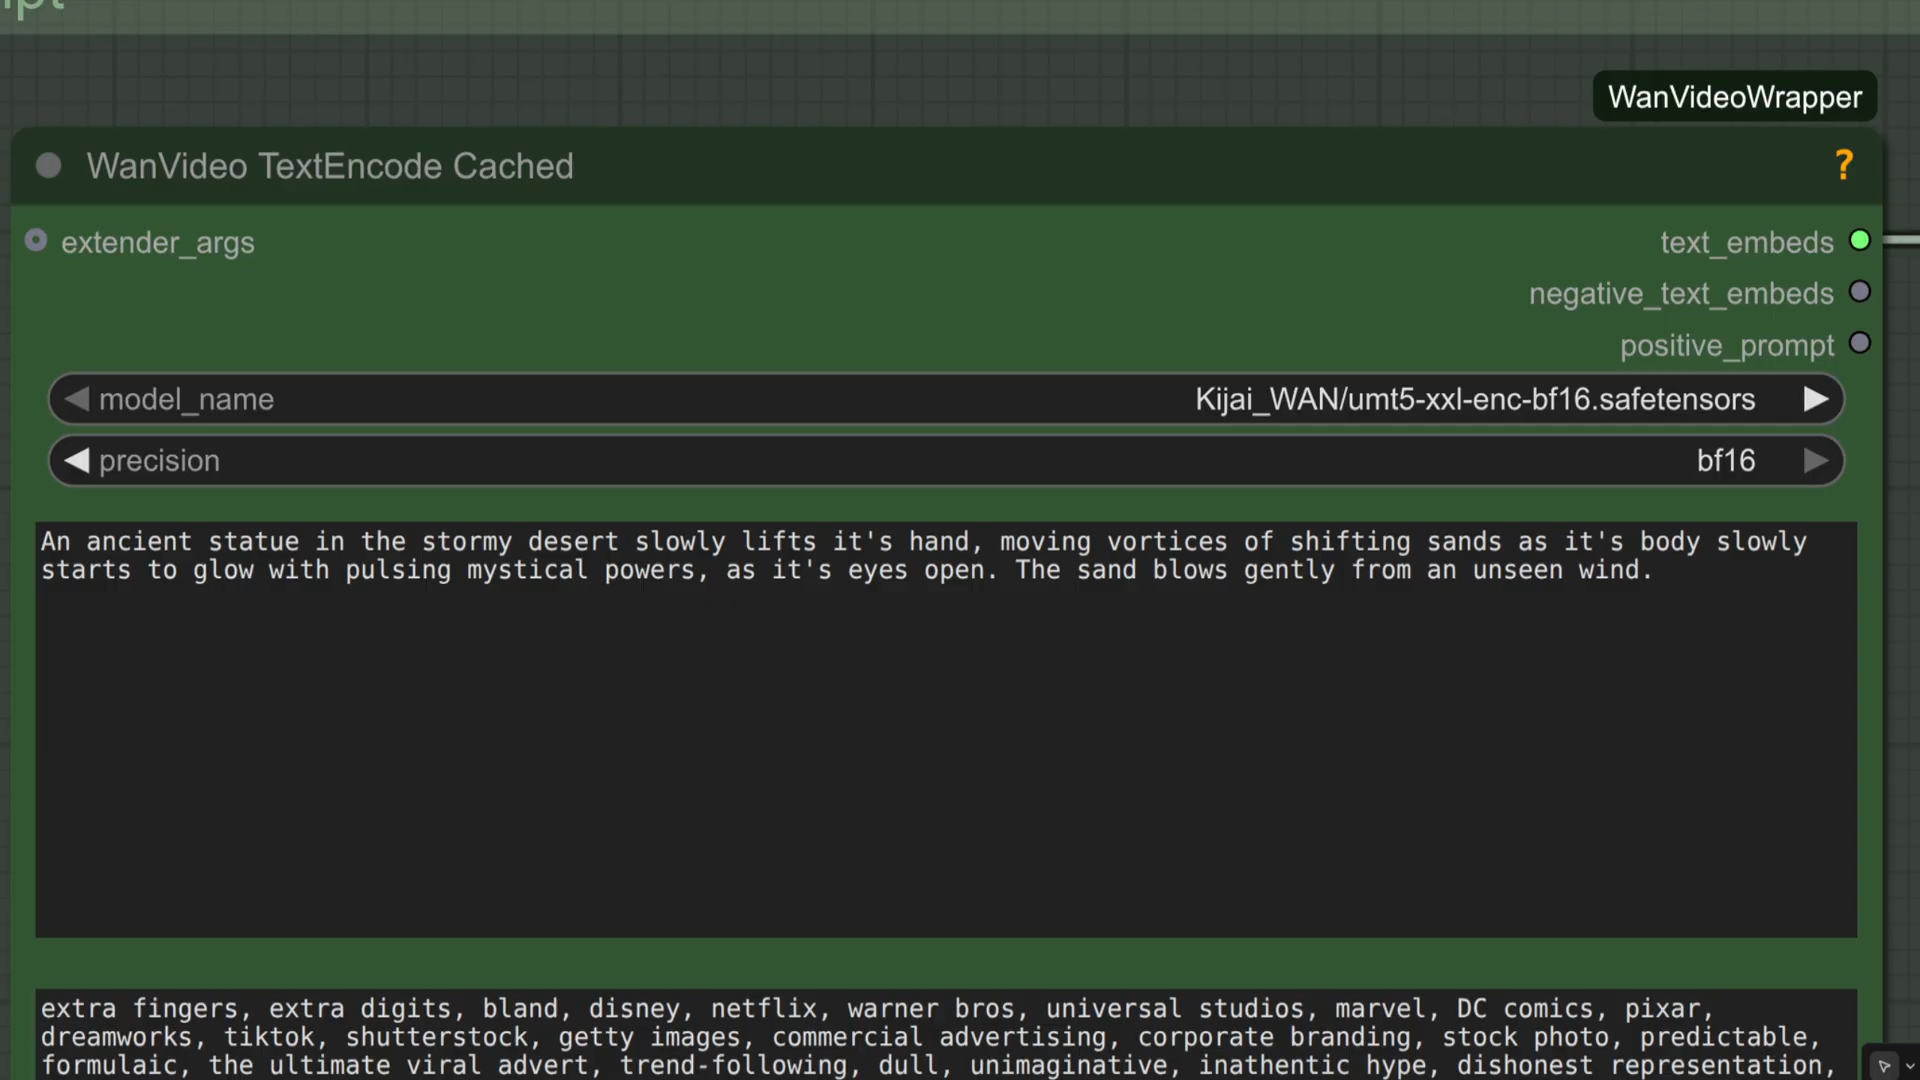 WanVideoWrapper
WanVideo TextEncode Cached
?
extender_args
text_embeds
negative_text_embeds
positive_prompt
model_name Kijai_WAN/umt5-xxl-enc-bf16.safetensors
precision bf16
An ancient statue in the stormy desert slowly lifts it's hand, moving vortices of shifting sands as it's body slowly
starts to glow with pulsing mystical powers, as it's eyes open. The sand blows gently from an unseen wind.
extra fingers, extra digits, bland, disney, netflix, warner bros, universal studios, marvel, DC comics, pixar,
dreamworks, tiktok, shutterstock, getty images, commercial advertising, corporate branding, stock photo, predictable,
formulaic, the ultimate viral advert, trend-following, dull, unimaginative, inathentic hype, dishonest representation,